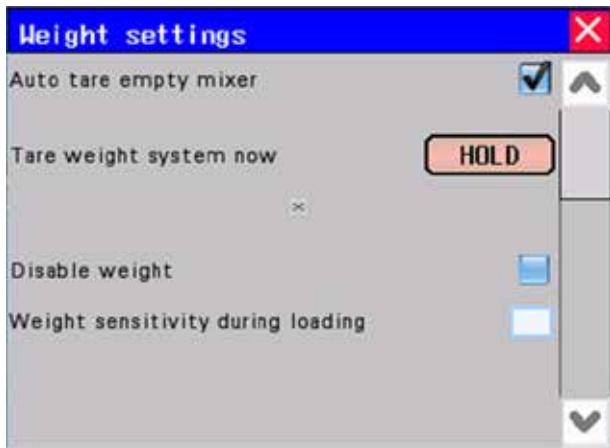 Weight settings
Auto tare empty mixer
Tare weight system now HOLD
Disable weight
Weight sensitivity during loading